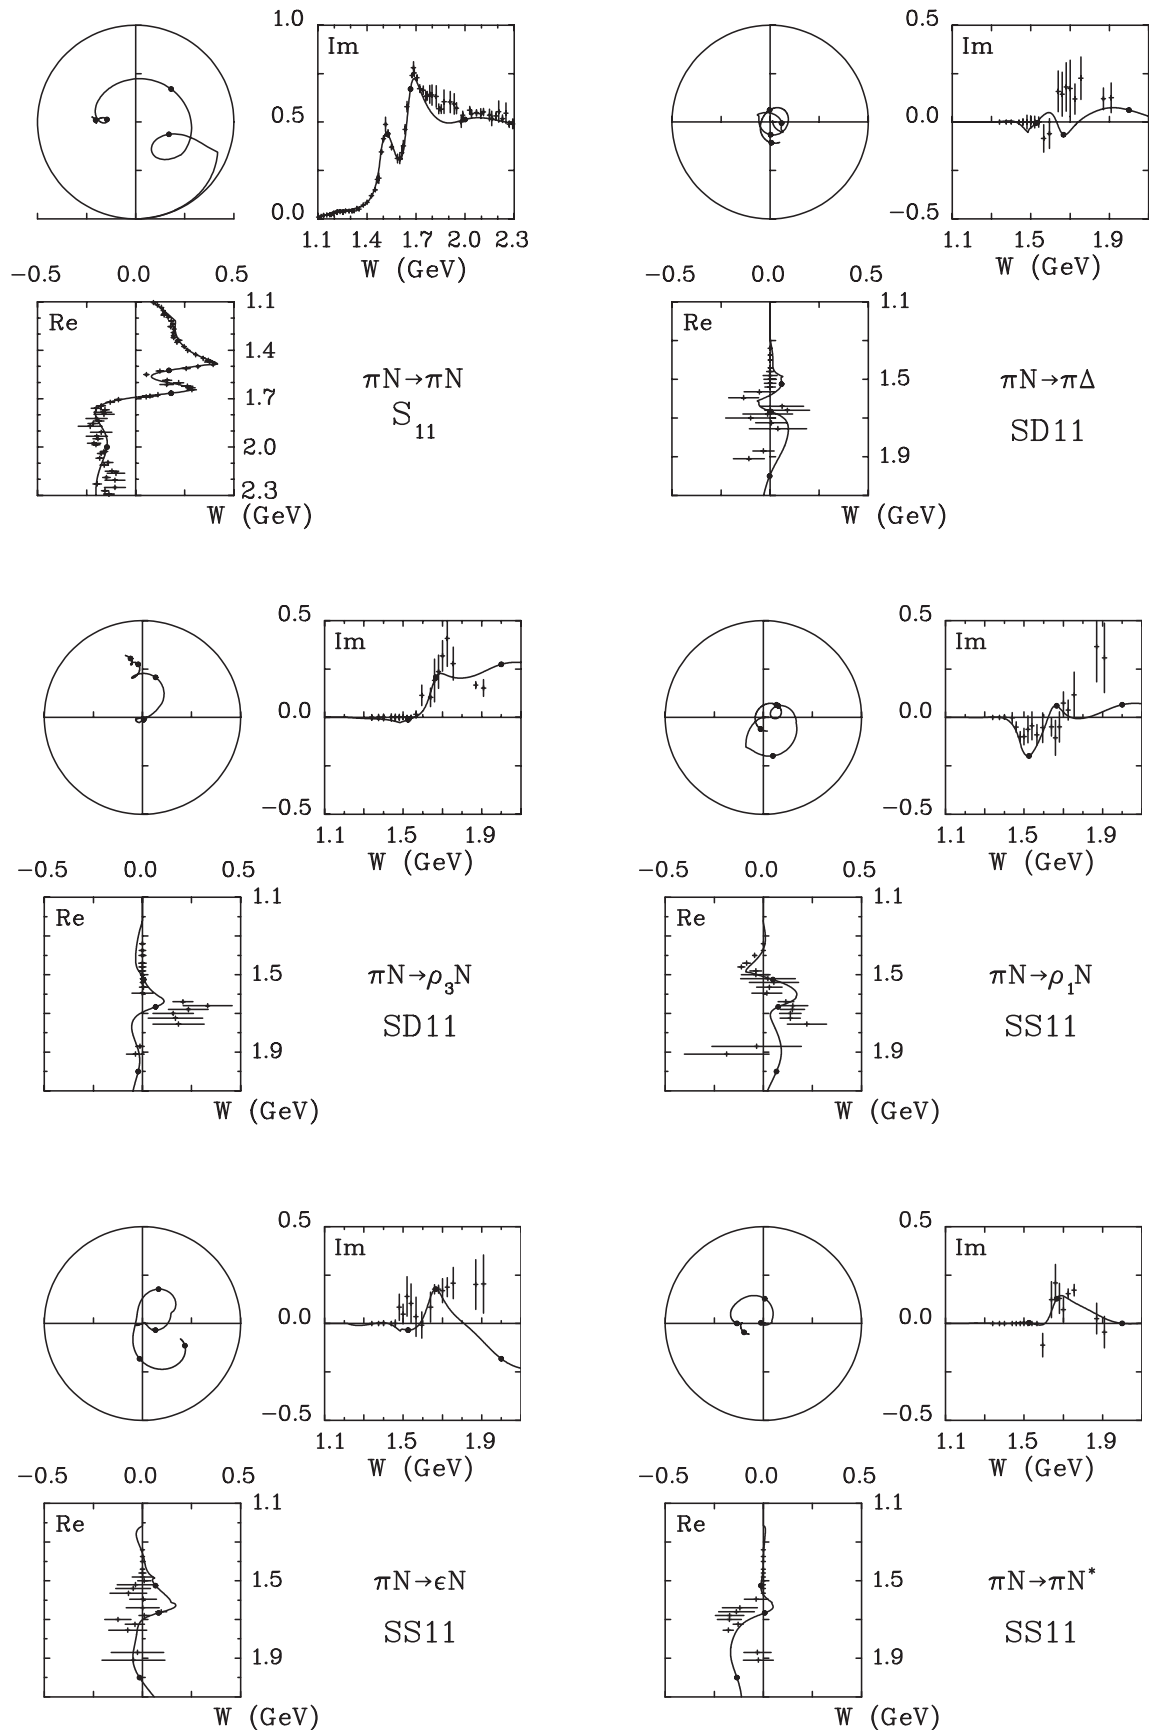 Im
1.0
0.5
0.0
1.1 1.4 1.7 2.0 2.3
W (GeV)
−0.5 0.0 0.5
Re
1.1
1.4
1.7
2.0
2.3
W (GeV)
πN→πN
S₁₁
Im
0.5
0.0
−0.5
1.1 1.5 1.9
W (GeV)
−0.5 0.0 0.5
Re
1.1
1.5
1.9
W (GeV)
πN→πΔ
SD11
Im
0.5
0.0
−0.5
1.1 1.5 1.9
W (GeV)
−0.5 0.0 0.5
Re
1.1
1.5
1.9
W (GeV)
πN→ρ₃N
SD11
Im
0.5
0.0
−0.5
1.1 1.5 1.9
W (GeV)
−0.5 0.0 0.5
Re
1.1
1.5
1.9
W (GeV)
πN→ρ₁N
SS11
Im
0.5
0.0
−0.5
1.1 1.5 1.9
W (GeV)
−0.5 0.0 0.5
Re
1.1
1.5
1.9
W (GeV)
πN→ϵN
SS11
Im
0.5
0.0
−0.5
1.1 1.5 1.9
W (GeV)
−0.5 0.0 0.5
Re
1.1
1.5
1.9
W (GeV)
πN→πN*
SS11